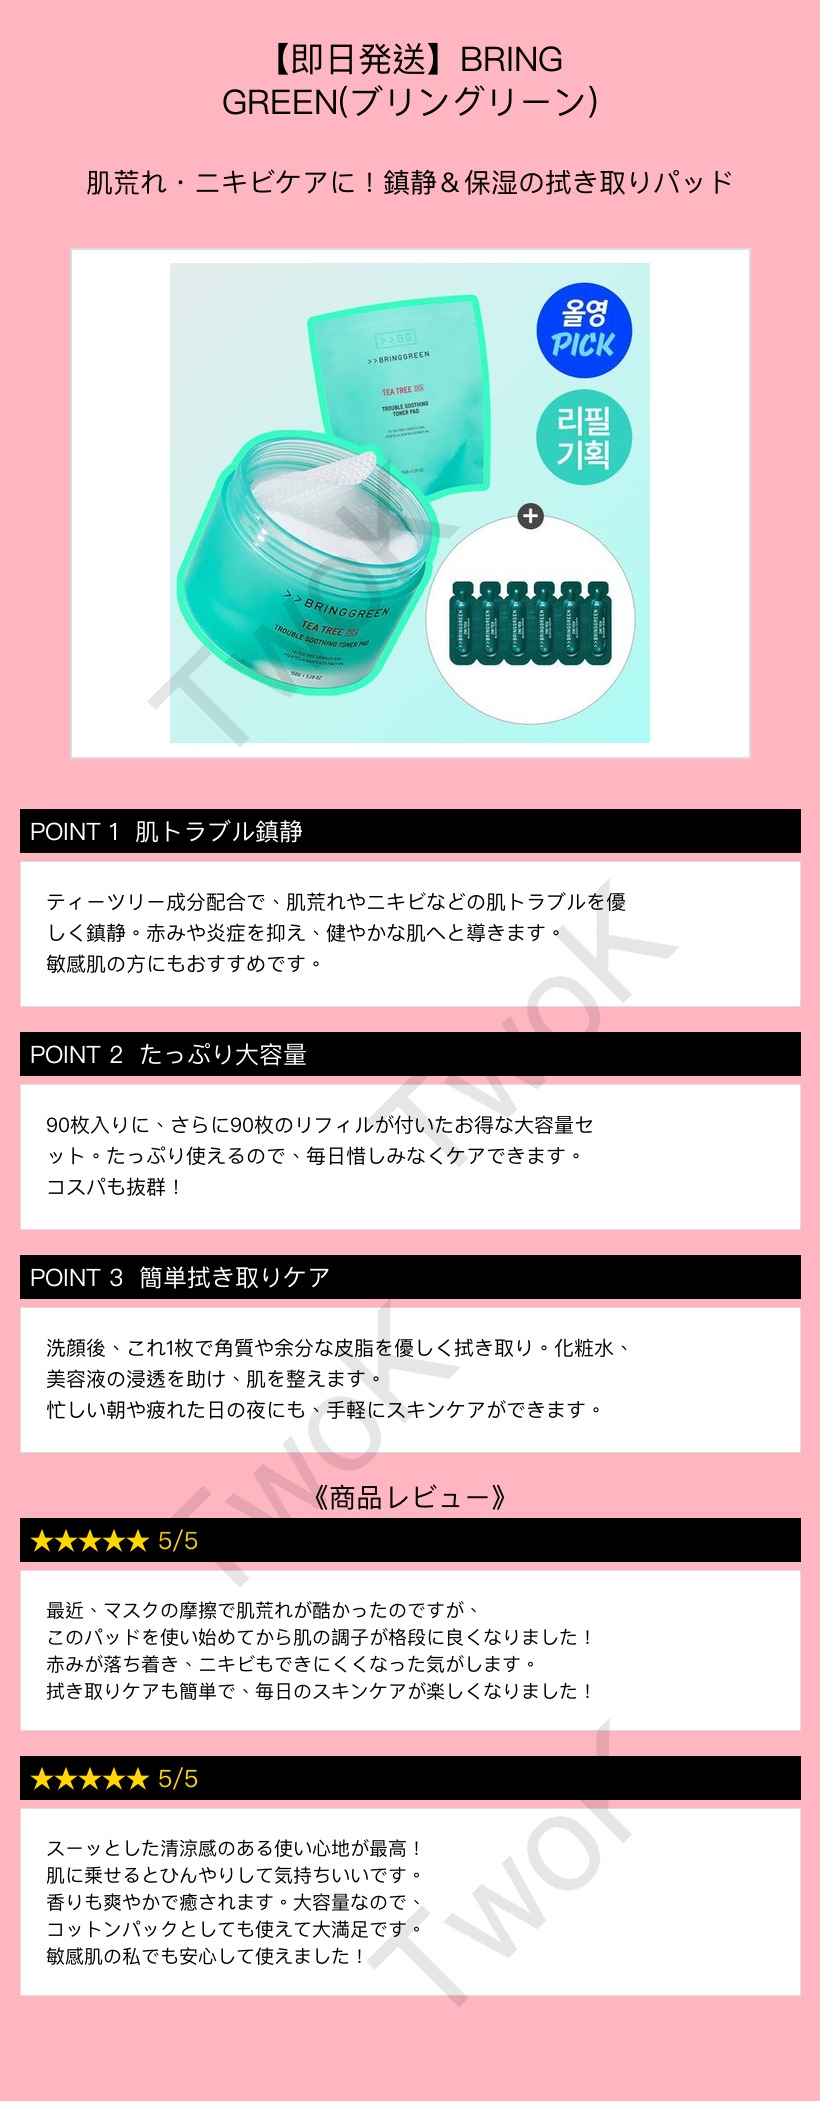 【即日発送】BRING
GREEN(ブリングリーン)
肌荒れ・ニキビケアに！鎮静＆保湿の拭き取りパッド
>>BG
>>BRINGGREEN
TEA TREE CICA
TROUBLE SOOTHING
TONER PAD
올영
PICK
리필
기획
>>BRINGGREEN
TEA TREE CICA
TROUBLE SOOTHING TONER PAD
150G / 5.29 OZ
TwoK
POINT 1 肌トラブル鎮静
ティーツリー成分配合で、肌荒れやニキビなどの肌トラブルを優
しく鎮静。赤みや炎症を抑え、健やかな肌へと導きます。
敏感肌の方にもおすすめです。
TwoK
POINT 2 たっぷり大容量
90枚入りに、さらに90枚のリフィルが付いたお得な大容量セ
ット。たっぷり使えるので、毎日惜しみなくケアできます。
コスパも抜群！
POINT 3 簡単拭き取りケア
洗顔後、これ1枚で角質や余分な皮脂を優しく拭き取り。化粧水、
美容液の浸透を助け、肌を整えます。
忙しい朝や疲れた日の夜にも、手軽にスキンケアができます。
TwoK
《商品レビュー》
★★★★★ 5/5
最近、マスクの摩擦で肌荒れが酷かったのですが、
このパッドを使い始めてから肌の調子が格段に良くなりました！
赤みが落ち着き、ニキビもできにくくなった気がします。
拭き取りケアも簡単で、毎日のスキンケアが楽しくなりました！
★★★★★ 5/5
スーッとした清涼感のある使い心地が最高！
肌に乗せるとひんやりして気持ちいいです。
香りも爽やかで癒されます。大容量なので、
コットンパックとしても使えて大満足です。
敏感肌の私でも安心して使えました！
TwoK